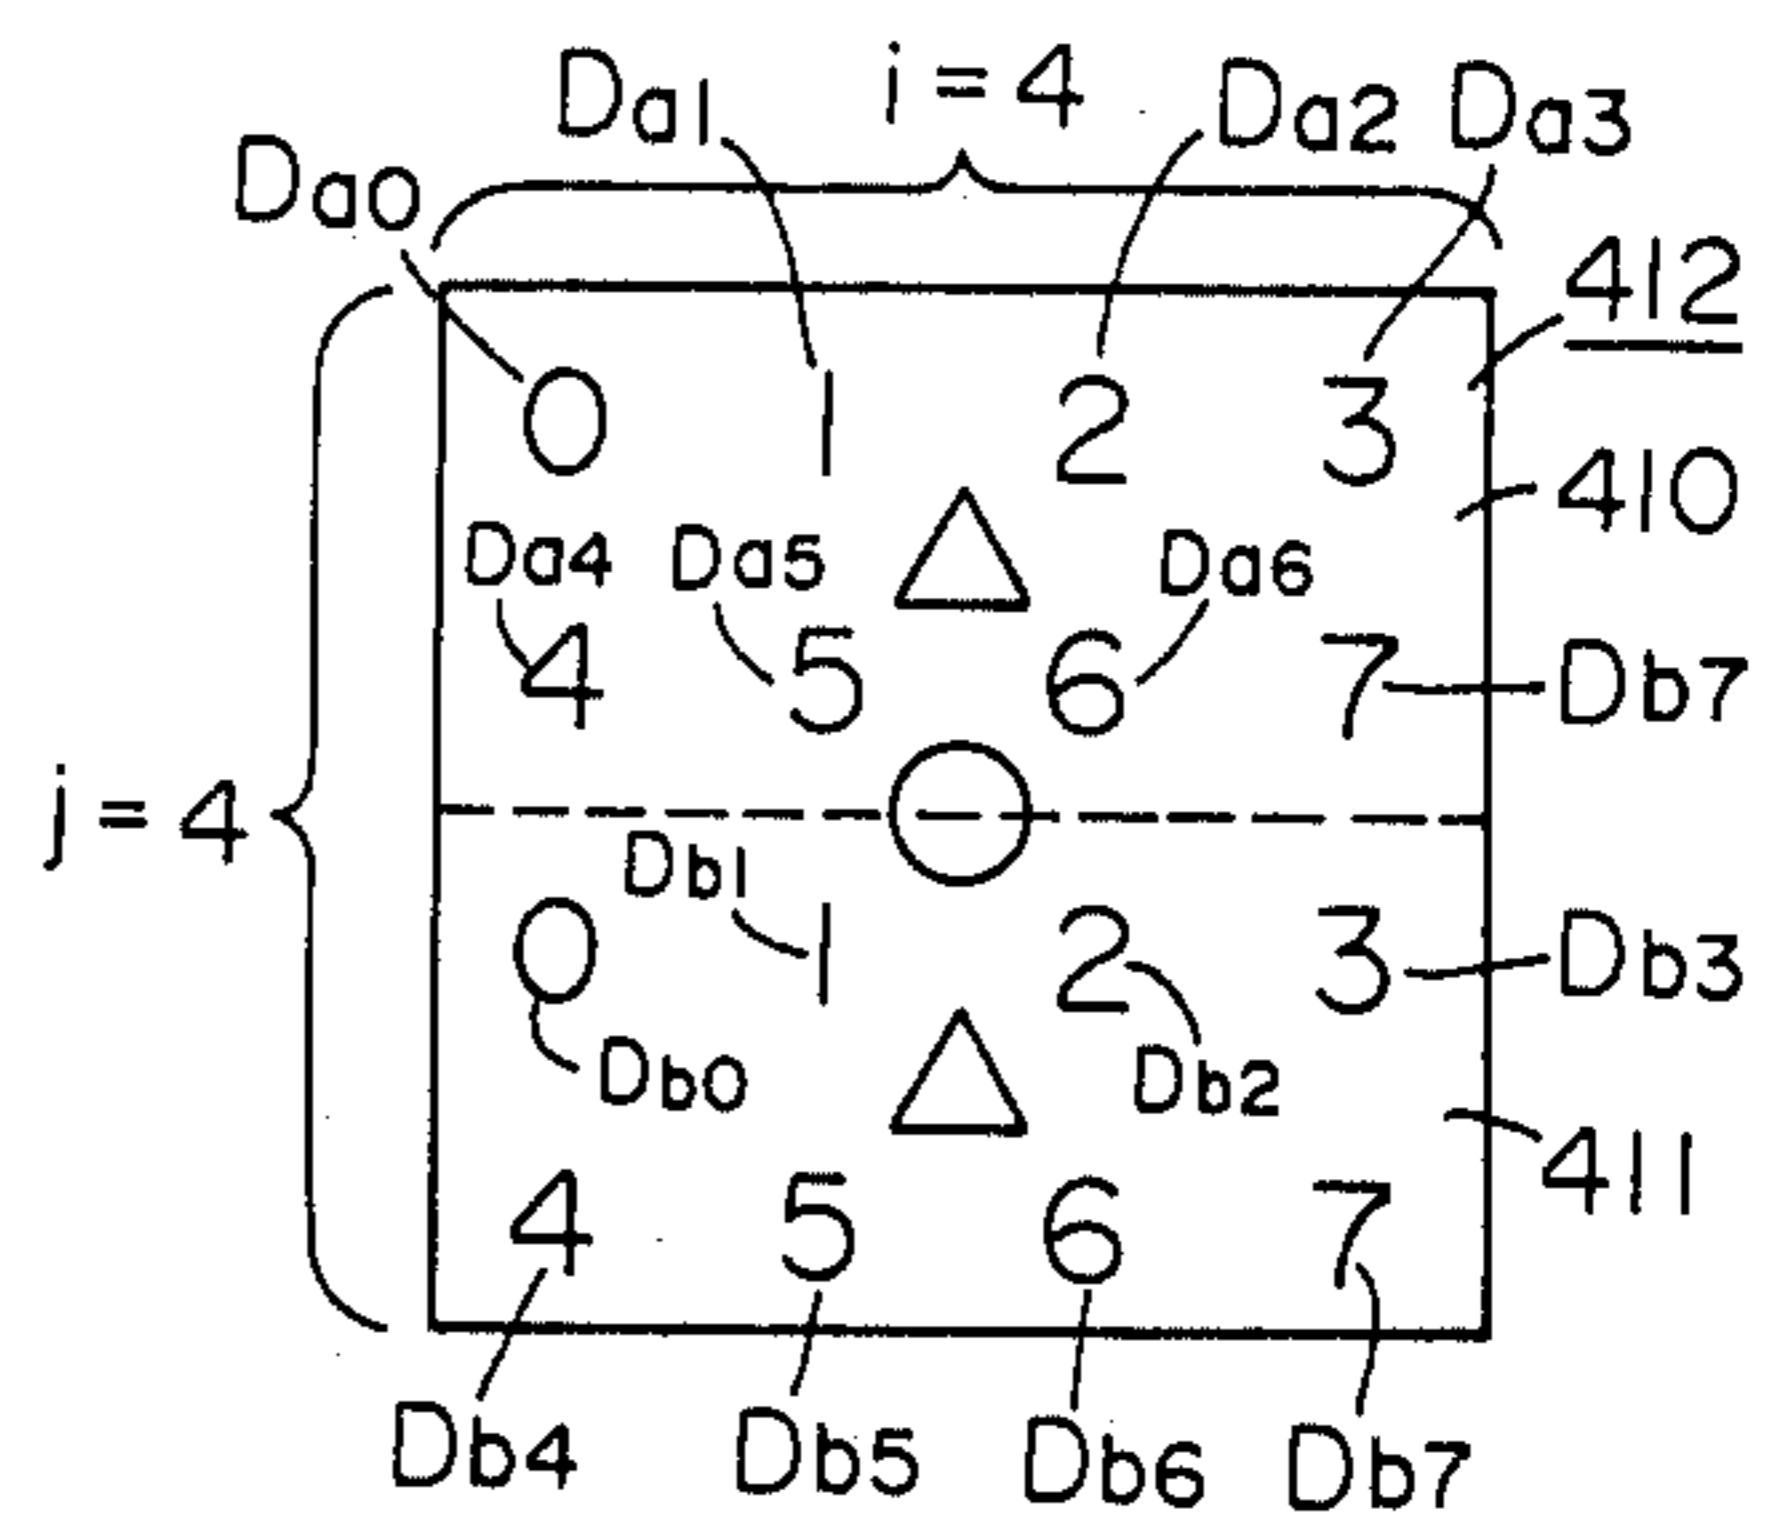 Da1 i = 4 Da2 Da3
Da0
412
0 1 2 3
410
Da4 Da5 Da6
4 5 6 7 Db7
j = 4
Db1
0 1 2 3 Db3
Db0 Db2
411
4 5 6 7
Db4 Db5 Db6 Db7